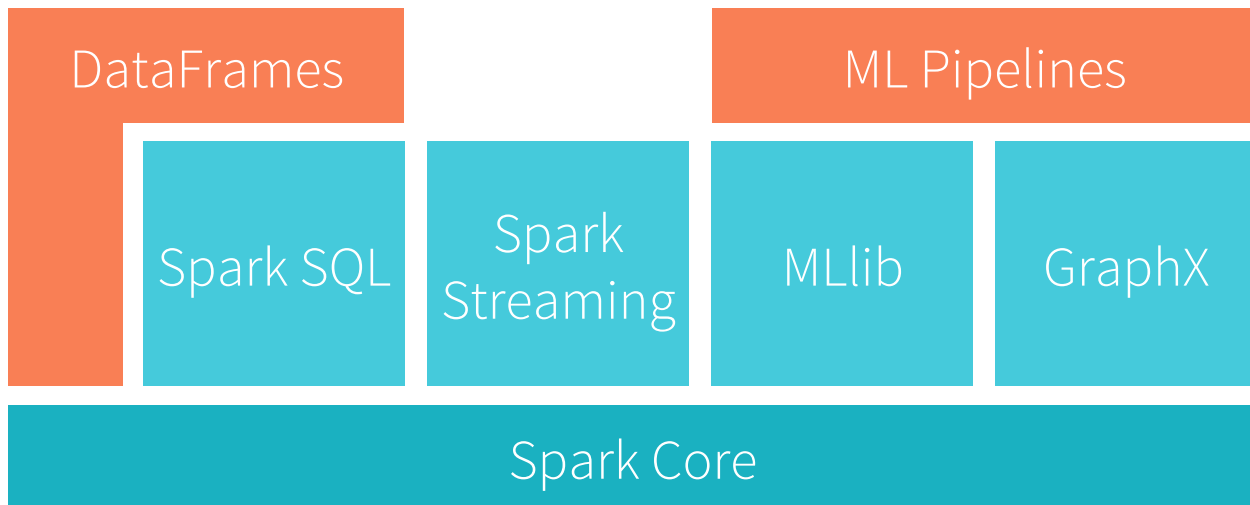 DataFrames
ML Pipelines
Spark SQL
Spark
Streaming
MLlib
GraphX
Spark Core